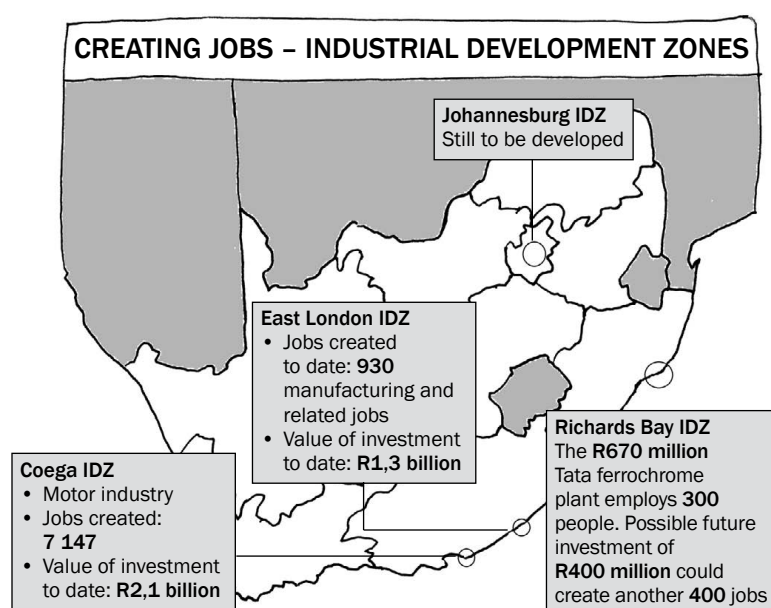 CREATING JOBS – INDUSTRIAL DEVELOPMENT ZONES
Johannesburg IDZ
Still to be developed
East London IDZ
• Jobs created
to date: 930
manufacturing and
related jobs
• Value of investment
to date: R1,3 billion
Coega IDZ
• Motor industry
• Jobs created:
7 147
• Value of investment
to date: R2,1 billion
Richards Bay IDZ
The R670 million
Tata ferrochrome
plant employs 300
people. Possible future
investment of
R400 million could
create another 400 jobs